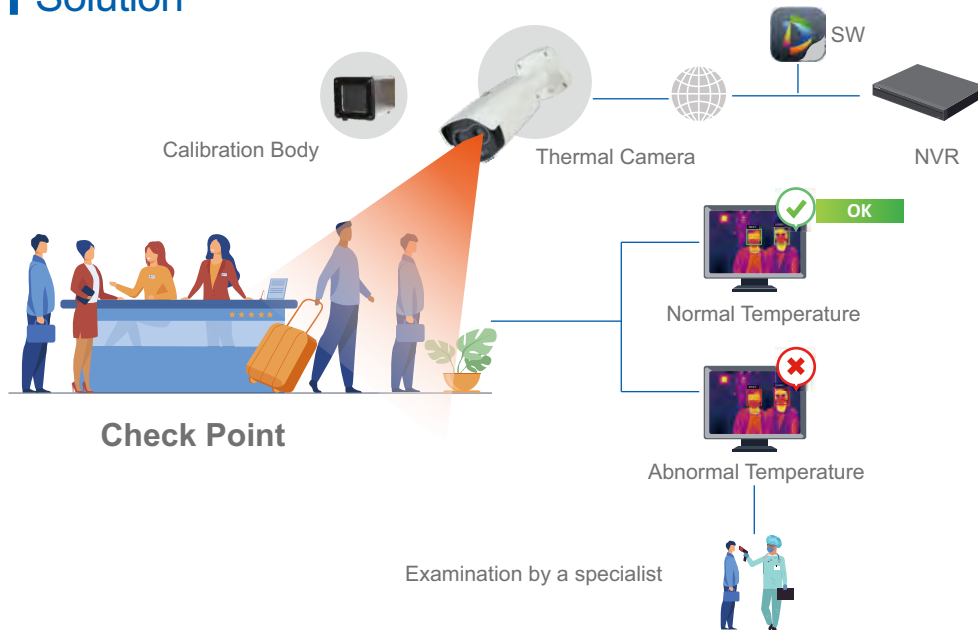 Solution
SW
Calibration Body
Thermal Camera
NVR
OK
Normal Temperature
Check Point
Abnormal Temperature
Examination by a specialist